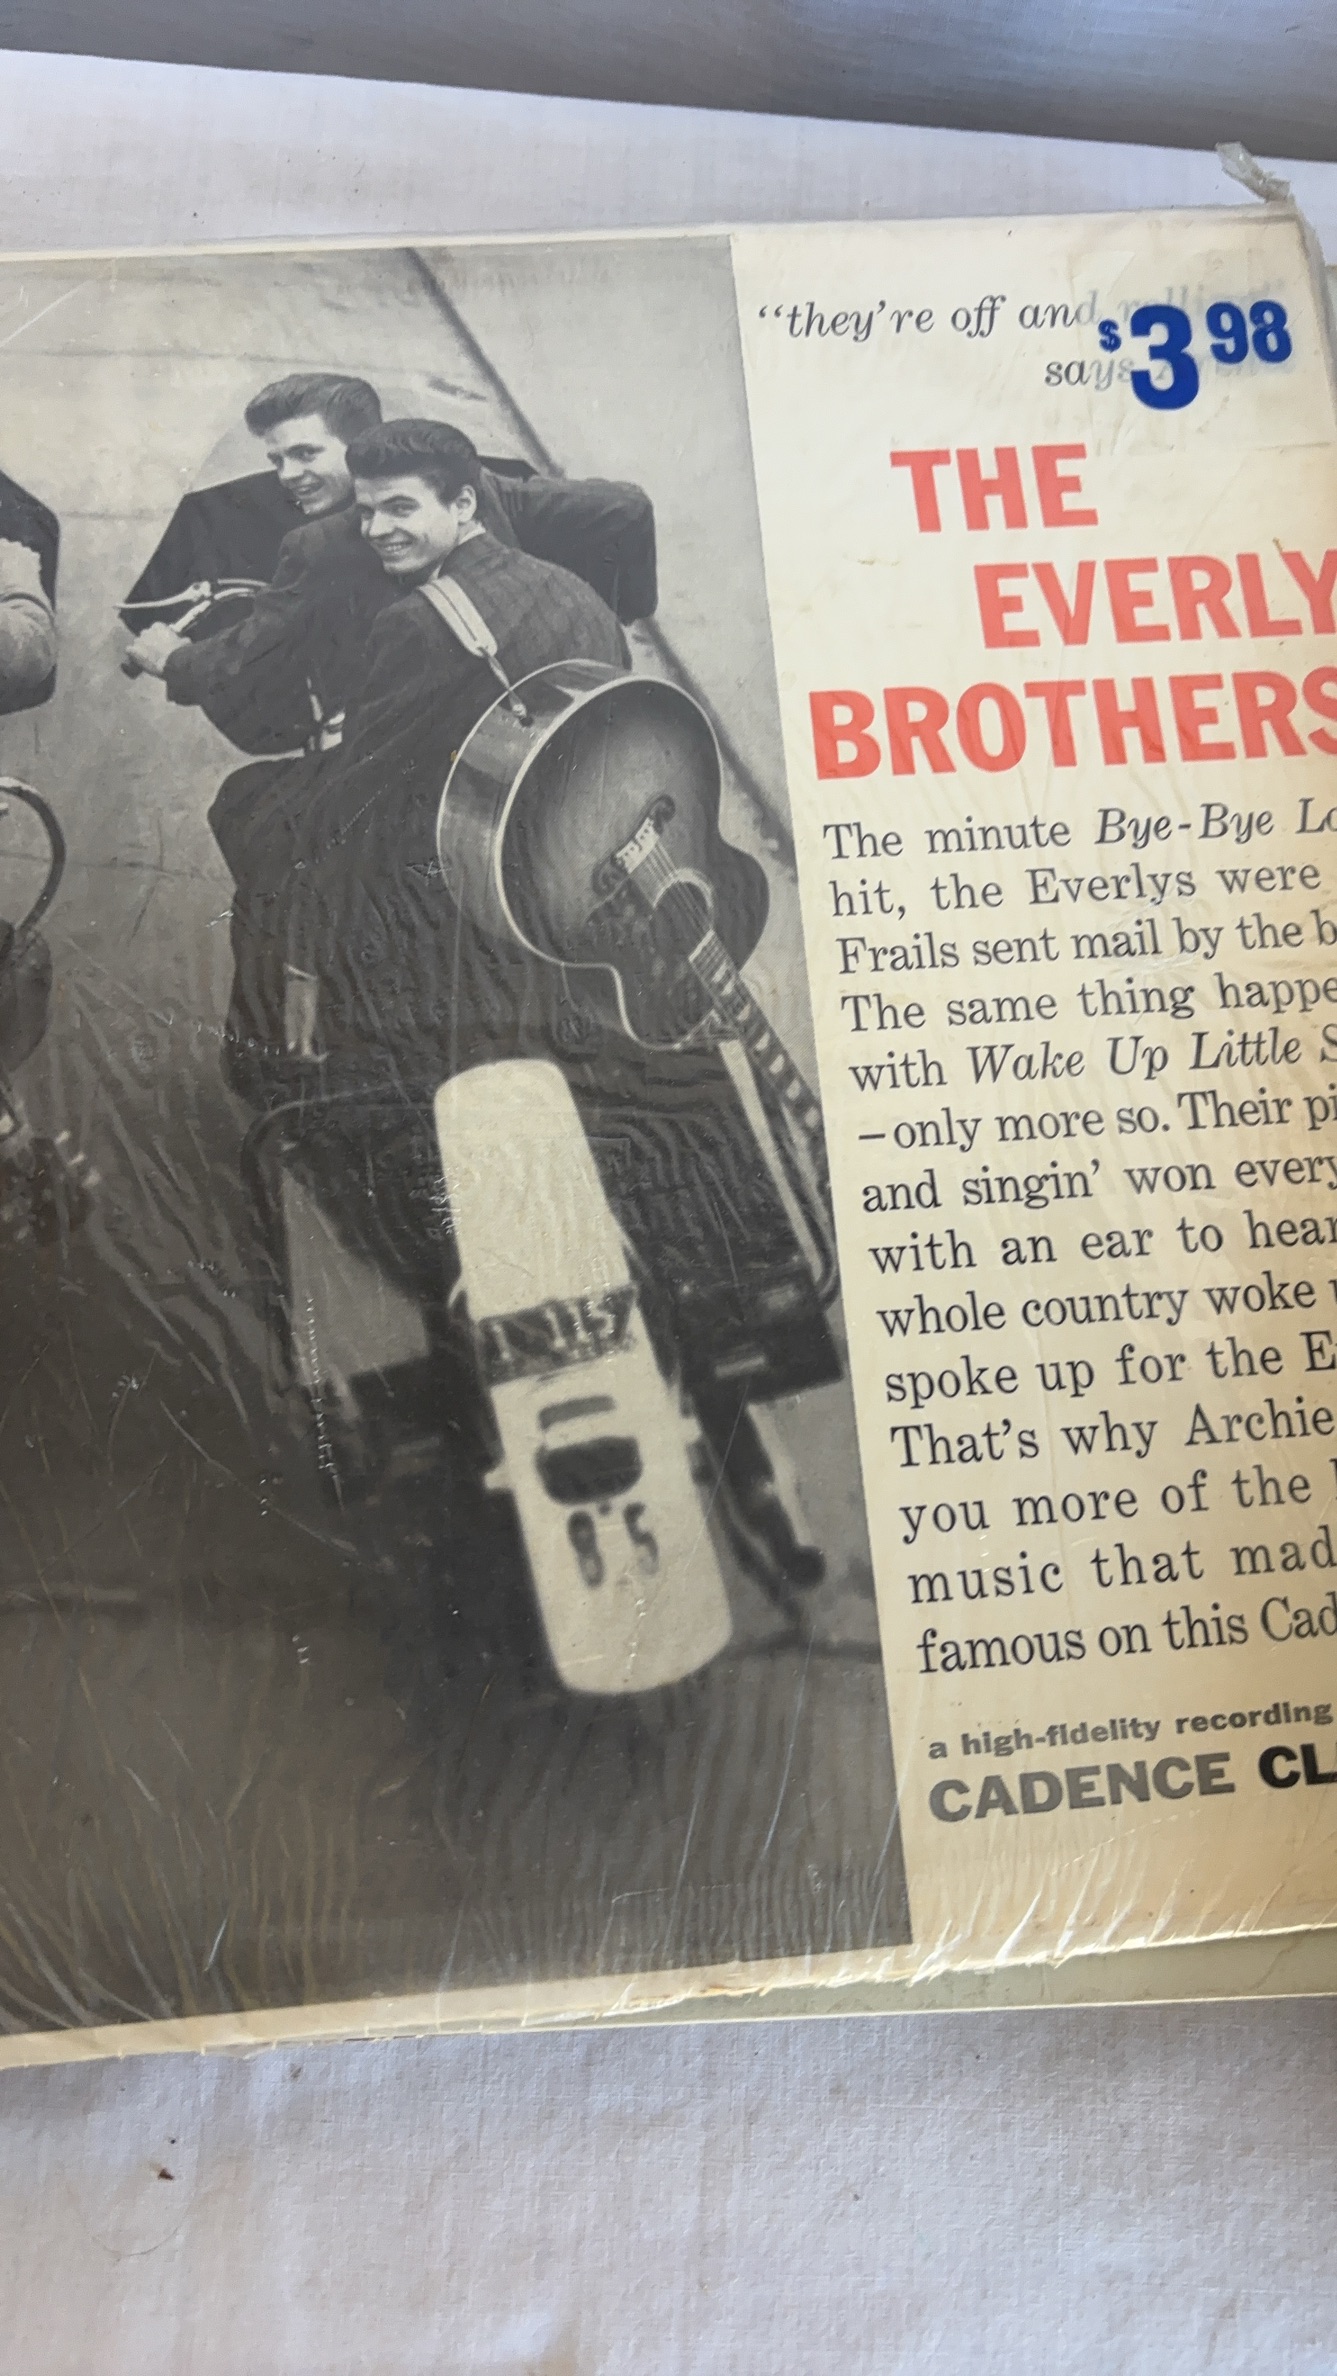 “they’re off and
says
$3 98
THE
EVERLY
BROTHERS
The minute Bye-Bye Lo
hit, the Everlys were
Frails sent mail by the b
The same thing happe
with Wake Up Little S
–only more so. Their pi
and singin’ won every
with an ear to hear
whole country woke
spoke up for the E
That’s why Archie
you more of the
music that mad
famous on this Cad
a high-fidelity recording
CADENCE CL
8·5